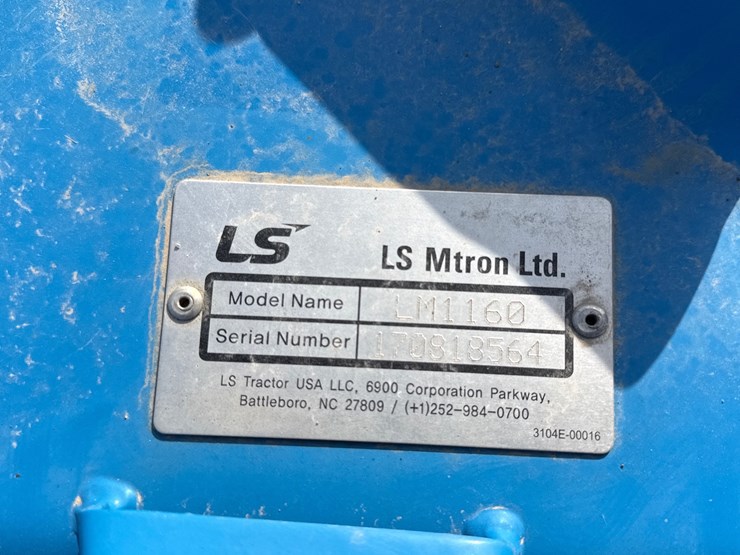 LS
LS Mtron Ltd.
Model Name LM1160
Serial Number 170818564
LS Tractor USA LLC, 6900 Corporation Parkway,
Battleboro, NC 27809 / (+1)252-984-0700
3104E-00016